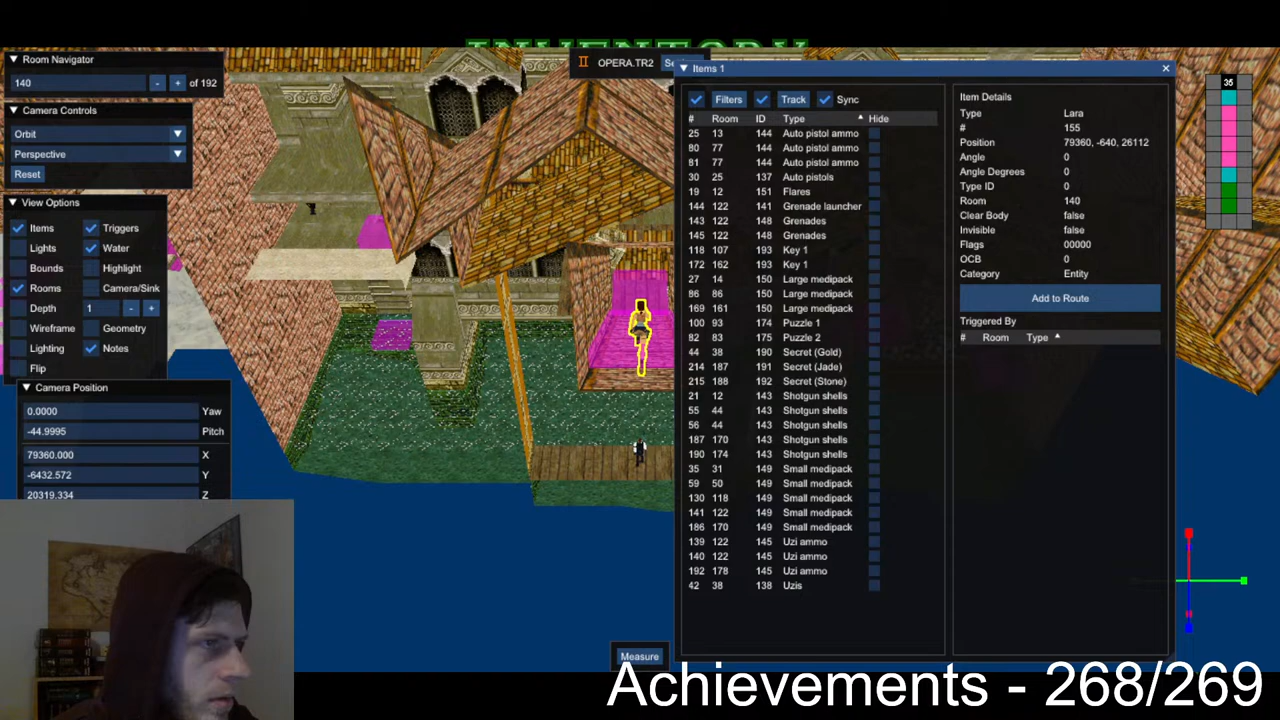 INVENTORY
Room Navigator
140 - + of 192
Camera Controls
Orbit
Perspective
Reset
View Options
Items Triggers
Lights Water
Bounds Highlight
Rooms Camera/Sink
Depth 1 - +
Wireframe Geometry
Lighting Notes
Flip
Camera Position
0.0000 Yaw
-44.9995 Pitch
79360.000 X
-6432.572 Y
20319.334 Z
II OPERA.TR2
Items 1
Filters Track Sync
# Room ID Type Hide
25 13 144 Auto pistol ammo
80 77 144 Auto pistol ammo
81 77 144 Auto pistol ammo
30 25 137 Auto pistols
19 12 151 Flares
144 122 141 Grenade launcher
143 122 148 Grenades
145 122 148 Grenades
118 107 193 Key 1
172 162 193 Key 1
27 14 150 Large medipack
86 86 150 Large medipack
169 161 150 Large medipack
100 93 174 Puzzle 1
82 83 175 Puzzle 2
44 38 190 Secret (Gold)
214 187 191 Secret (Jade)
215 188 192 Secret (Stone)
21 12 143 Shotgun shells
55 44 143 Shotgun shells
56 44 143 Shotgun shells
187 170 143 Shotgun shells
190 174 143 Shotgun shells
35 31 149 Small medipack
59 50 149 Small medipack
130 118 149 Small medipack
141 122 149 Small medipack
186 170 149 Small medipack
139 122 145 Uzi ammo
140 122 145 Uzi ammo
192 178 145 Uzi ammo
42 38 138 Uzis
Item Details
Type Lara
# 155
Position 79360, -640, 26112
Angle 0
Angle Degrees 0
Type ID 0
Room 140
Clear Body false
Invisible false
Flags 00000
OCB 0
Category Entity
Add to Route
Triggered By
# Room Type
35
Measure
Achievements - 268/269